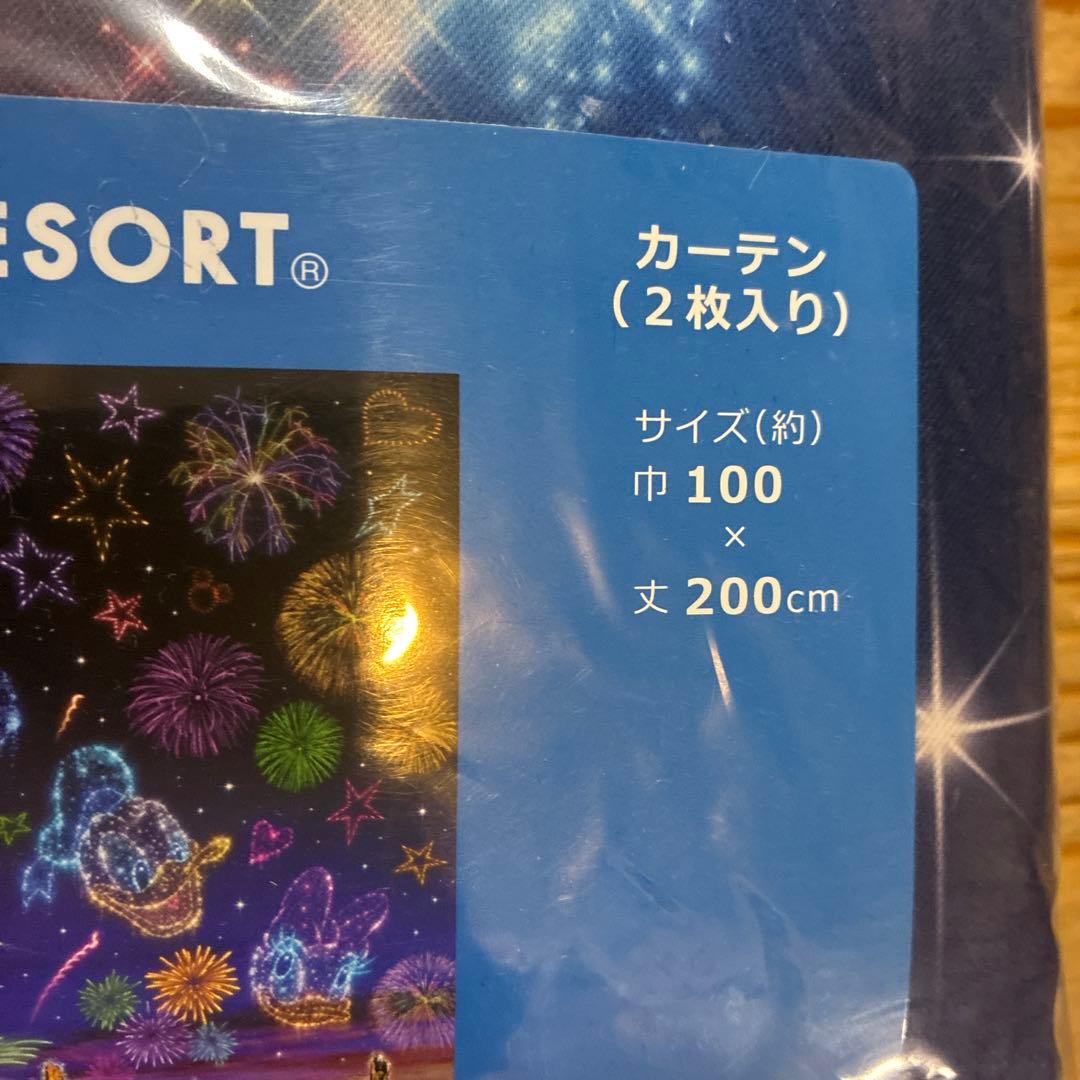 ESORT®
カーテン
（2枚入り）
サイズ（約）
巾 100
×
丈 200cm